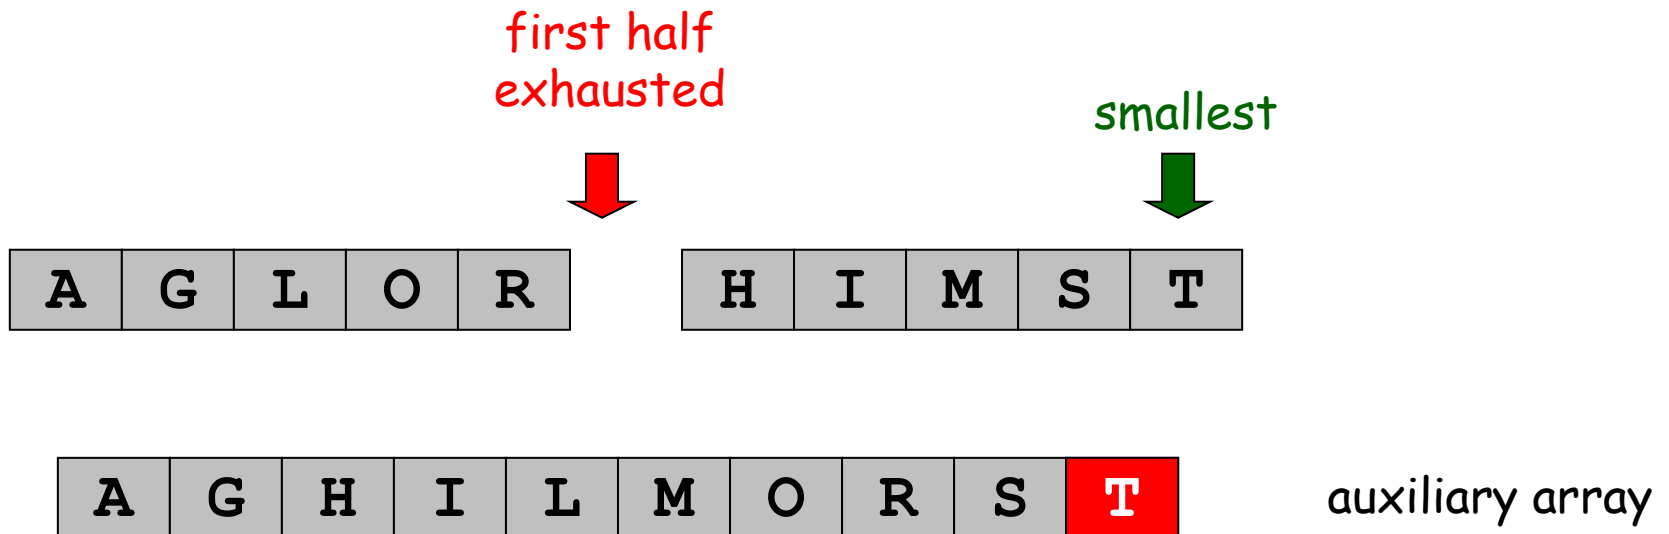 first half
exhausted
smallest
A G L O R H I M S T
A G H I L M O R S T auxiliary array